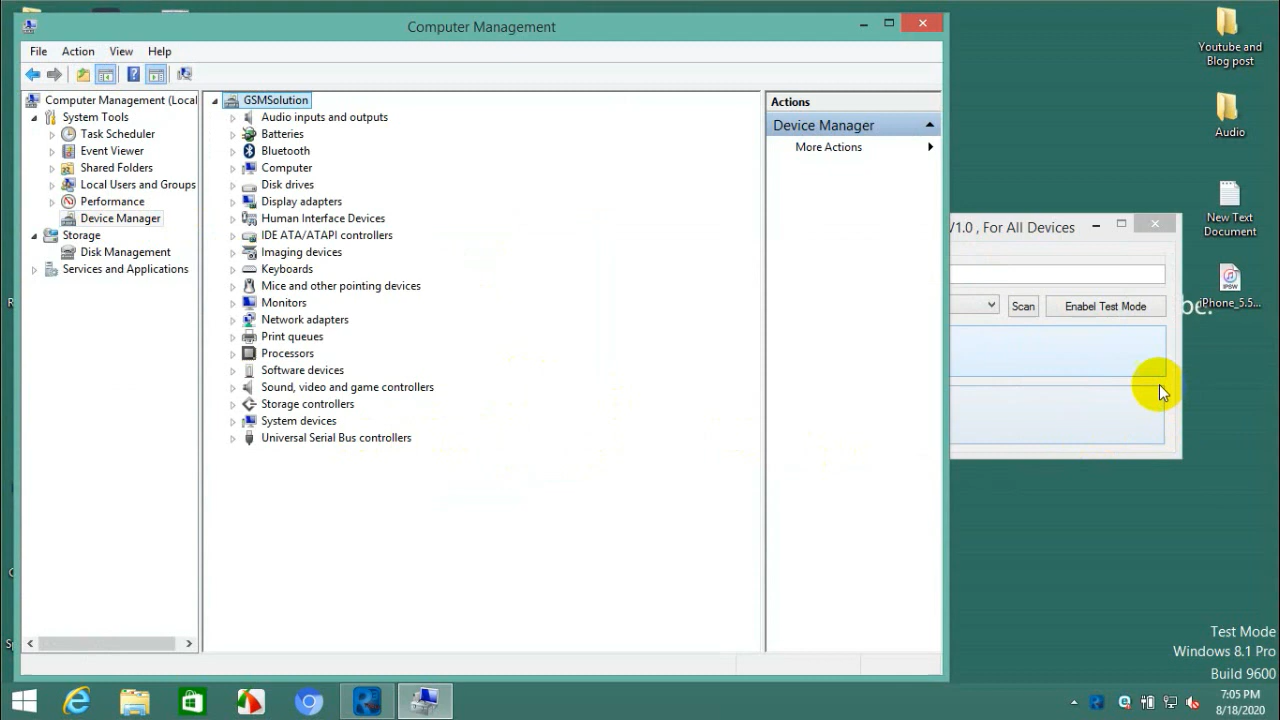 Computer Management
File Action View Help
Computer Management (Local
System Tools
Task Scheduler
Event Viewer
Shared Folders
Local Users and Groups
Performance
Device Manager
Storage
Disk Management
Services and Applications
GSMSolution
Audio inputs and outputs
Batteries
Bluetooth
Computer
Disk drives
Display adapters
Human Interface Devices
IDE ATA/ATAPI controllers
Imaging devices
Keyboards
Mice and other pointing devices
Monitors
Network adapters
Print queues
Processors
Software devices
Sound, video and game controllers
Storage controllers
System devices
Universal Serial Bus controllers
Actions
Device Manager
More Actions
V1.0 , For All Devices
Scan
Enabel Test Mode
be.
Youtube and
Blog post
Audio
New Text
Document
IPSW
iPhone_5.5...
Test Mode
Windows 8.1 Pro
Build 9600
7:05 PM
8/18/2020